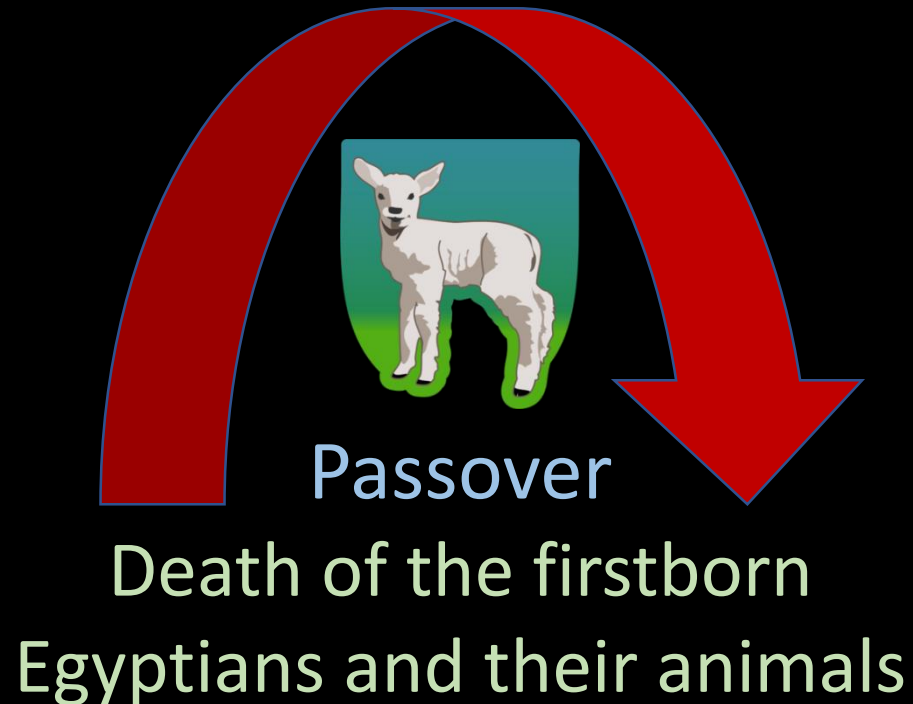 Passover
Death of the firstborn
Egyptians and their animals